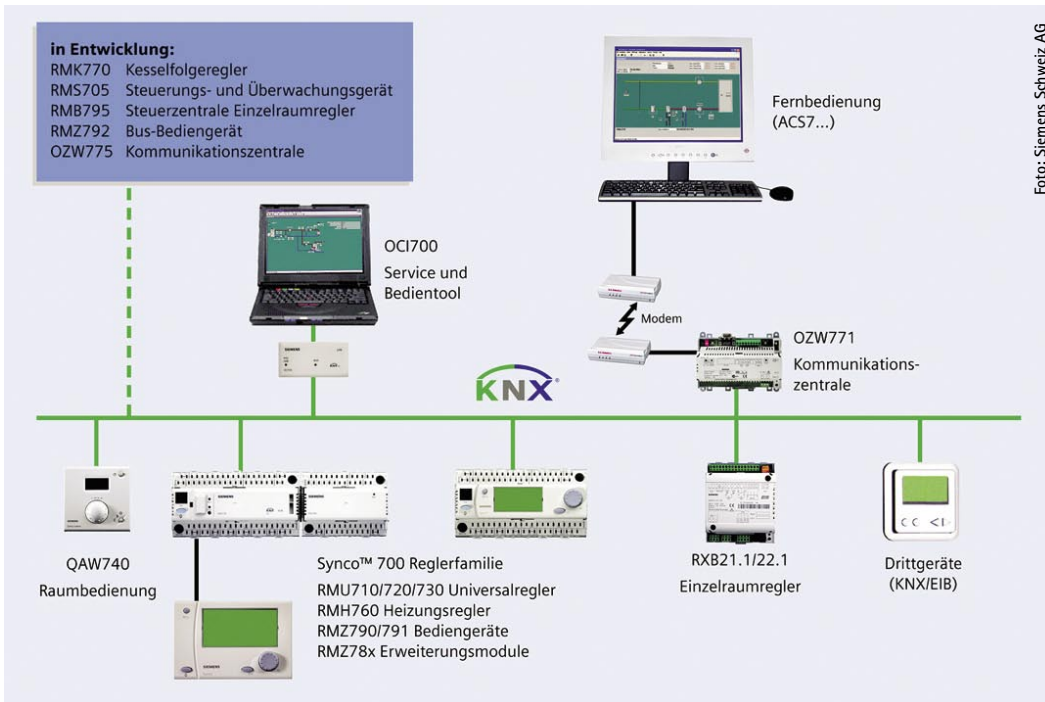 in Entwicklung:
RMK770 Kesselfolgeregler
RMS705 Steuerungs- und Überwachungsgerät
RMB795 Steuerzentrale Einzelraumregler
RMZ792 Bus-Bediengerät
OZW775 Kommunikationszentrale
Fernbedienung
(ACS7...)
Foto: Siemens Schweiz AG
OCI700
Service und
Bedientool
Modem
OZW771
Kommunikations-
zentrale
KNX®
QAW740
Raumbedienung
Synco™ 700 Reglerfamilie
RMU710/720/730 Universalregler
RMH760 Heizungsregler
RMZ790/791 Bediengeräte
RMZ78x Erweiterungsmodule
RXB21.1/22.1
Einzelraumregler
Drittgeräte
(KNX/EIB)
SIEMENS